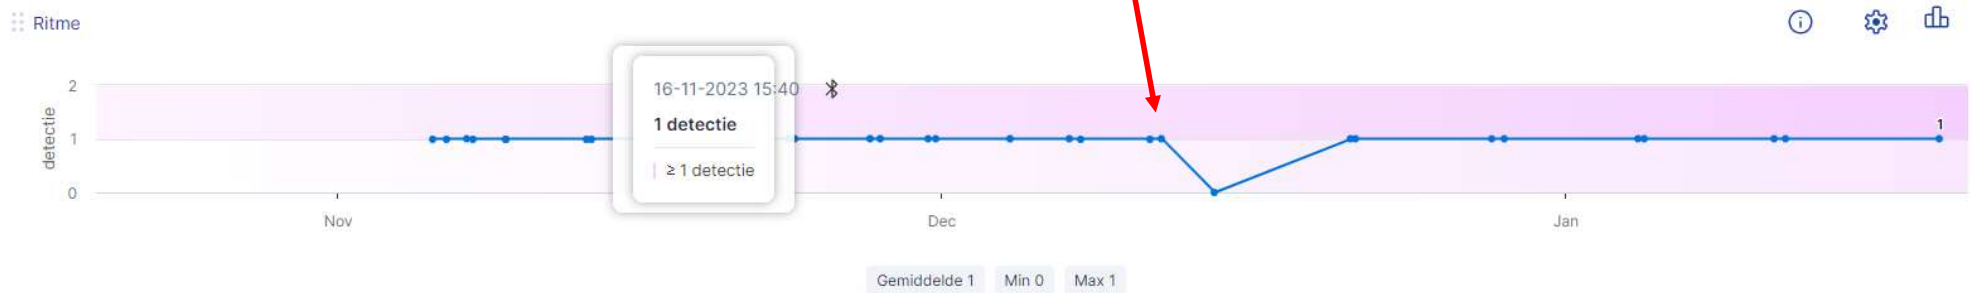 Ritme
2
1
0
detectie
16-11-2023 15:40
1 detectie
≥ 1 detectie
1
Nov
Dec
Jan
Gemiddelde 1 Min 0 Max 1